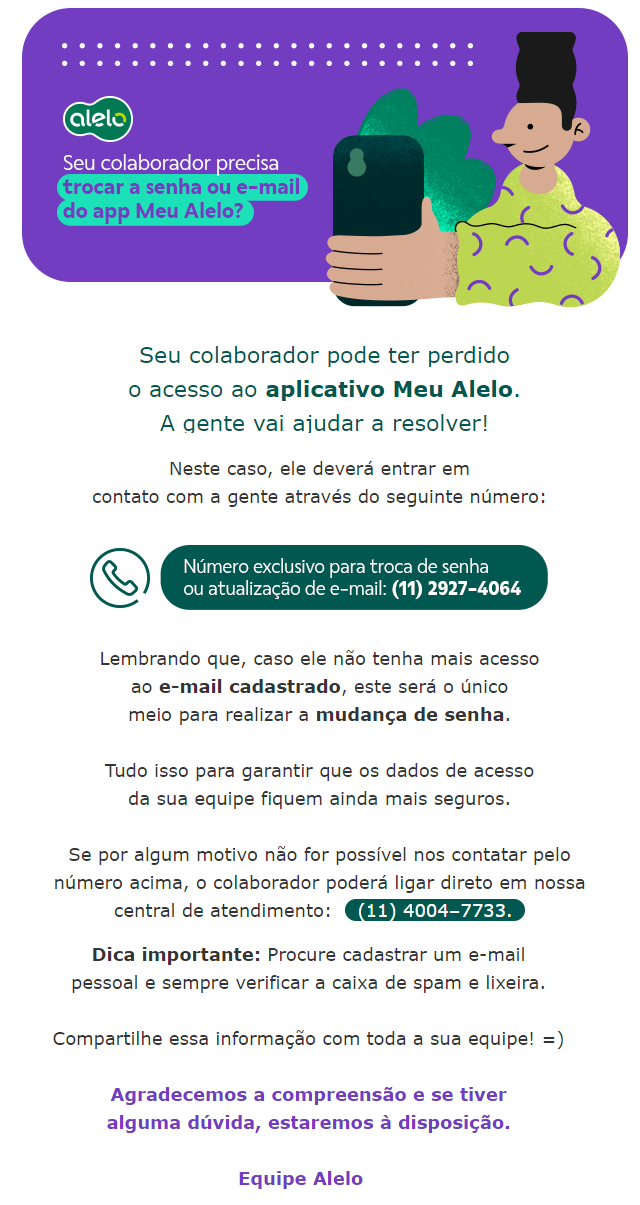 alelo
Seu colaborador precisa
trocar a senha ou e-mail
do app Meu Alelo?
Seu colaborador pode ter perdido
o acesso ao aplicativo Meu Alelo.
A gente vai ajudar a resolver!
Neste caso, ele deverá entrar em
contato com a gente através do seguinte número:
Número exclusivo para troca de senha
ou atualização de e-mail: (11) 2927-4064
Lembrando que, caso ele não tenha mais acesso
ao e-mail cadastrado, este será o único
meio para realizar a mudança de senha.
Tudo isso para garantir que os dados de acesso
da sua equipe fiquem ainda mais seguros.
Se por algum motivo não for possível nos contatar pelo
número acima, o colaborador poderá ligar direto em nossa
central de atendimento: (11) 4004–7733.
Dica importante: Procure cadastrar um e-mail
pessoal e sempre verificar a caixa de spam e lixeira.
Compartilhe essa informação com toda a sua equipe! =)
Agradecemos a compreensão e se tiver
alguma dúvida, estaremos à disposição.
Equipe Alelo